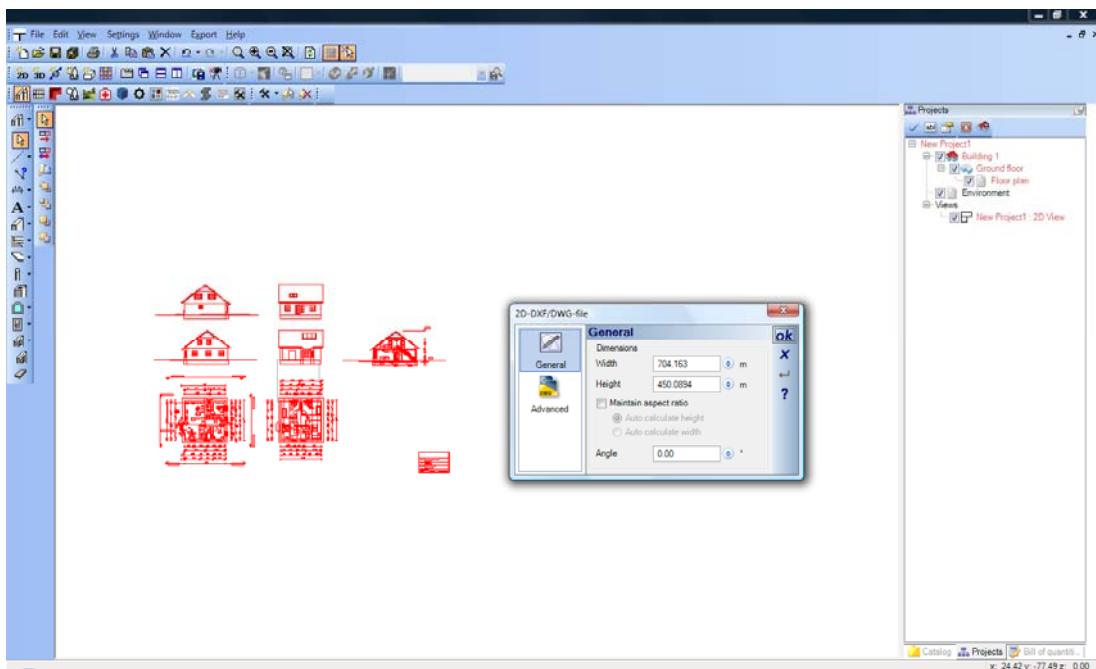 File Edit View Settings Window Export Help
2D 3D
A
Projects
New Project1
Building 1
Ground floor
Floor plan
Environment
Views
New Project1 : 2D View
2D-DXF/DWG-file
General
Advanced
General
Dimensions
Width 704.163 m
Height 450.0894 m
Maintain aspect ratio
Auto calculate height
Auto calculate width
Angle 0.00 °
ok
X
?
Catalog Projects Bill of quantiti...
x: 24.42 y: -77.49 z: 0.00